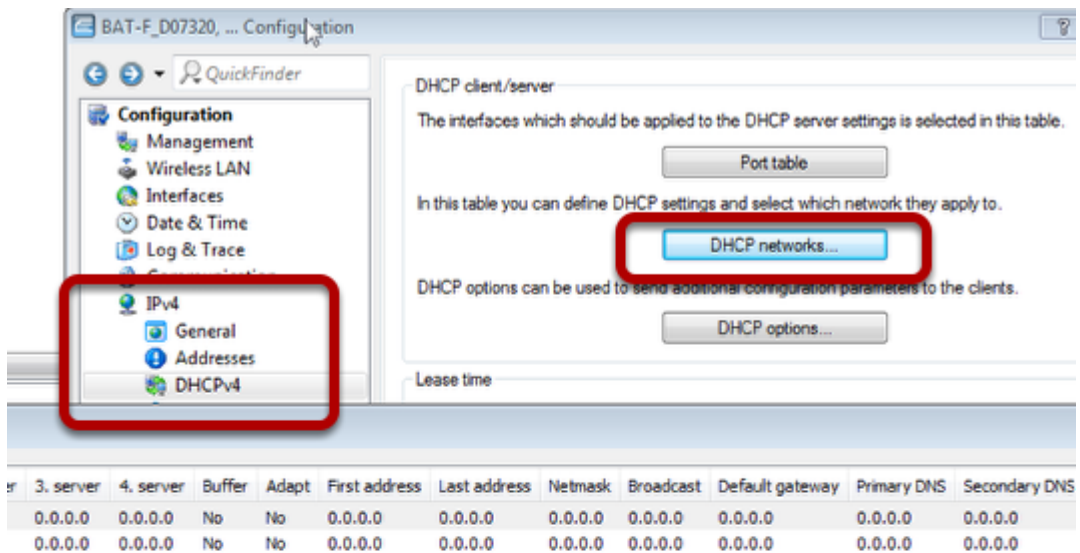 BAT-F_D07320, ... Configuration
QuickFinder
Configuration
Management
Wireless LAN
Interfaces
Date & Time
Log & Trace
Communication
IPv4
General
Addresses
DHCPv4
DHCP client/server
The interfaces which should be applied to the DHCP server settings is selected in this table.
Port table
In this table you can define DHCP settings and select which network they apply to.
DHCP networks...
DHCP options can be used to send additional configuration parameters to the clients.
DHCP options...
Lease time
er 3. server 4. server Buffer Adapt First address Last address Netmask Broadcast Default gateway Primary DNS Secondary DNS
0.0.0.0 0.0.0.0 No No 0.0.0.0 0.0.0.0 0.0.0.0 0.0.0.0 0.0.0.0 0.0.0.0 0.0.0.0
0.0.0.0 0.0.0.0 No No 0.0.0.0 0.0.0.0 0.0.0.0 0.0.0.0 0.0.0.0 0.0.0.0 0.0.0.0